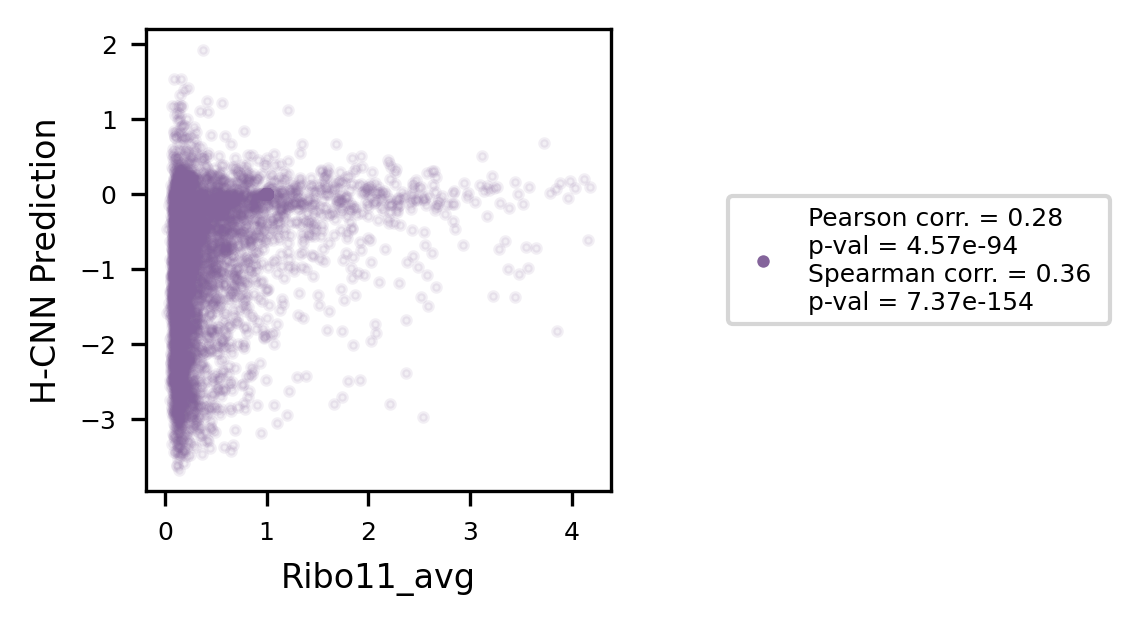 2
1
0
−1
−2
−3
H-CNN Prediction
0 1 2 3 4
Ribo11_avg
Pearson corr. = 0.28
p-val = 4.57e-94
Spearman corr. = 0.36
p-val = 7.37e-154